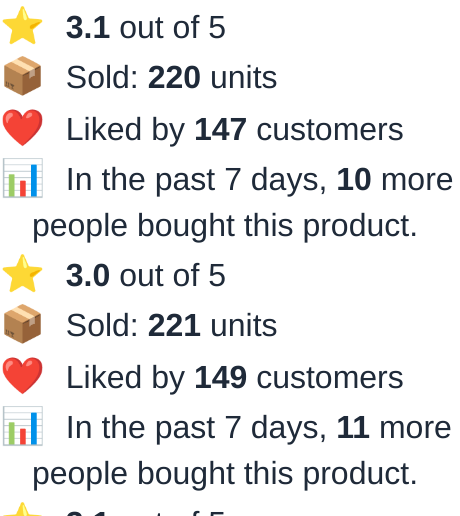 3.1 out of 5
Sold: 220 units
Liked by 147 customers
In the past 7 days, 10 more
people bought this product.
3.0 out of 5
Sold: 221 units
Liked by 149 customers
In the past 7 days, 11 more
people bought this product.